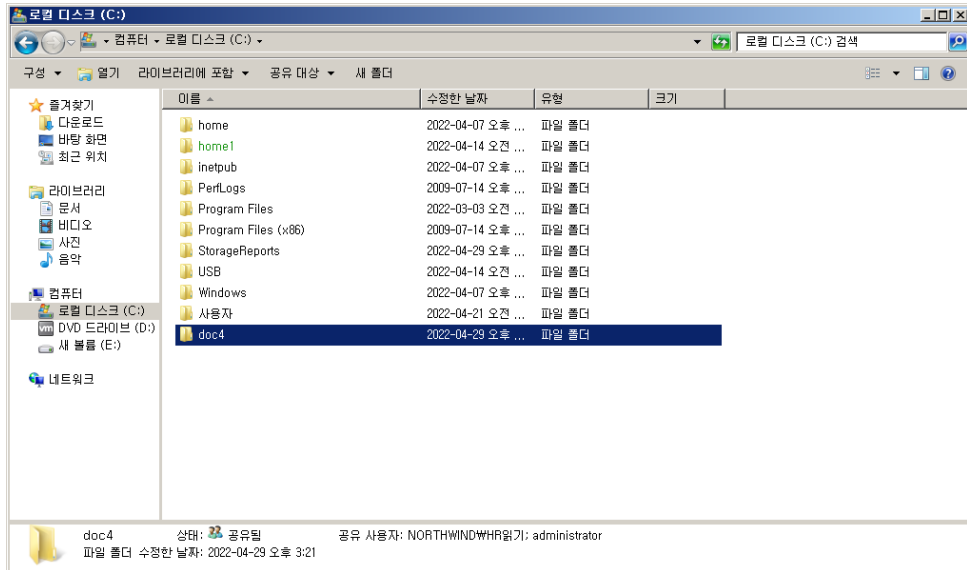 로컬 디스크 (C:)
컴퓨터 로컬 디스크 (C:) 로컬 디스크 (C:) 검색
구성 열기 라이브러리에 포함 공유 대상 새 폴더
즐겨찾기
다운로드
바탕 화면
최근 위치
라이브러리
문서
비디오
사진
음악
컴퓨터
로컬 디스크 (C:)
DVD 드라이브 (D:)
새 볼륨 (E:)
네트워크
이름 수정한 날짜 유형 크기
home 2022-04-07 오후 ... 파일 폴더
home1 2022-04-14 오전 ... 파일 폴더
inetpub 2022-04-07 오후 ... 파일 폴더
PerfLogs 2009-07-14 오후 ... 파일 폴더
Program Files 2022-03-03 오전 ... 파일 폴더
Program Files (x86) 2009-07-14 오후 ... 파일 폴더
StorageReports 2022-04-29 오후 ... 파일 폴더
USB 2022-04-14 오전 ... 파일 폴더
Windows 2022-04-07 오후 ... 파일 폴더
사용자 2022-04-21 오전 ... 파일 폴더
doc4 2022-04-29 오후 ... 파일 폴더
doc4 상태: 공유됨 공유 사용자: NORTHWIND₩HR읽기; administrator
파일 폴더 수정한 날짜: 2022-04-29 오후 3:21